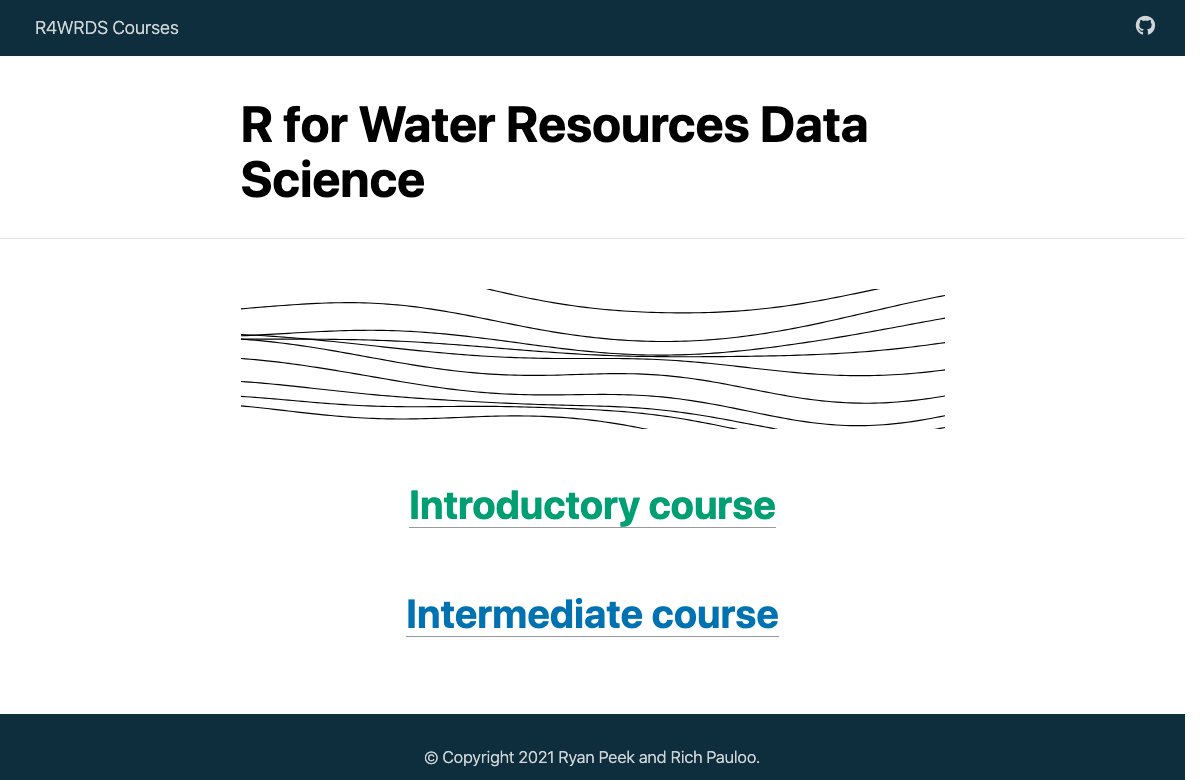 R4WRDS Courses
R for Water Resources Data
Science
Introductory course
Intermediate course
© Copyright 2021 Ryan Peek and Rich Pauloo.